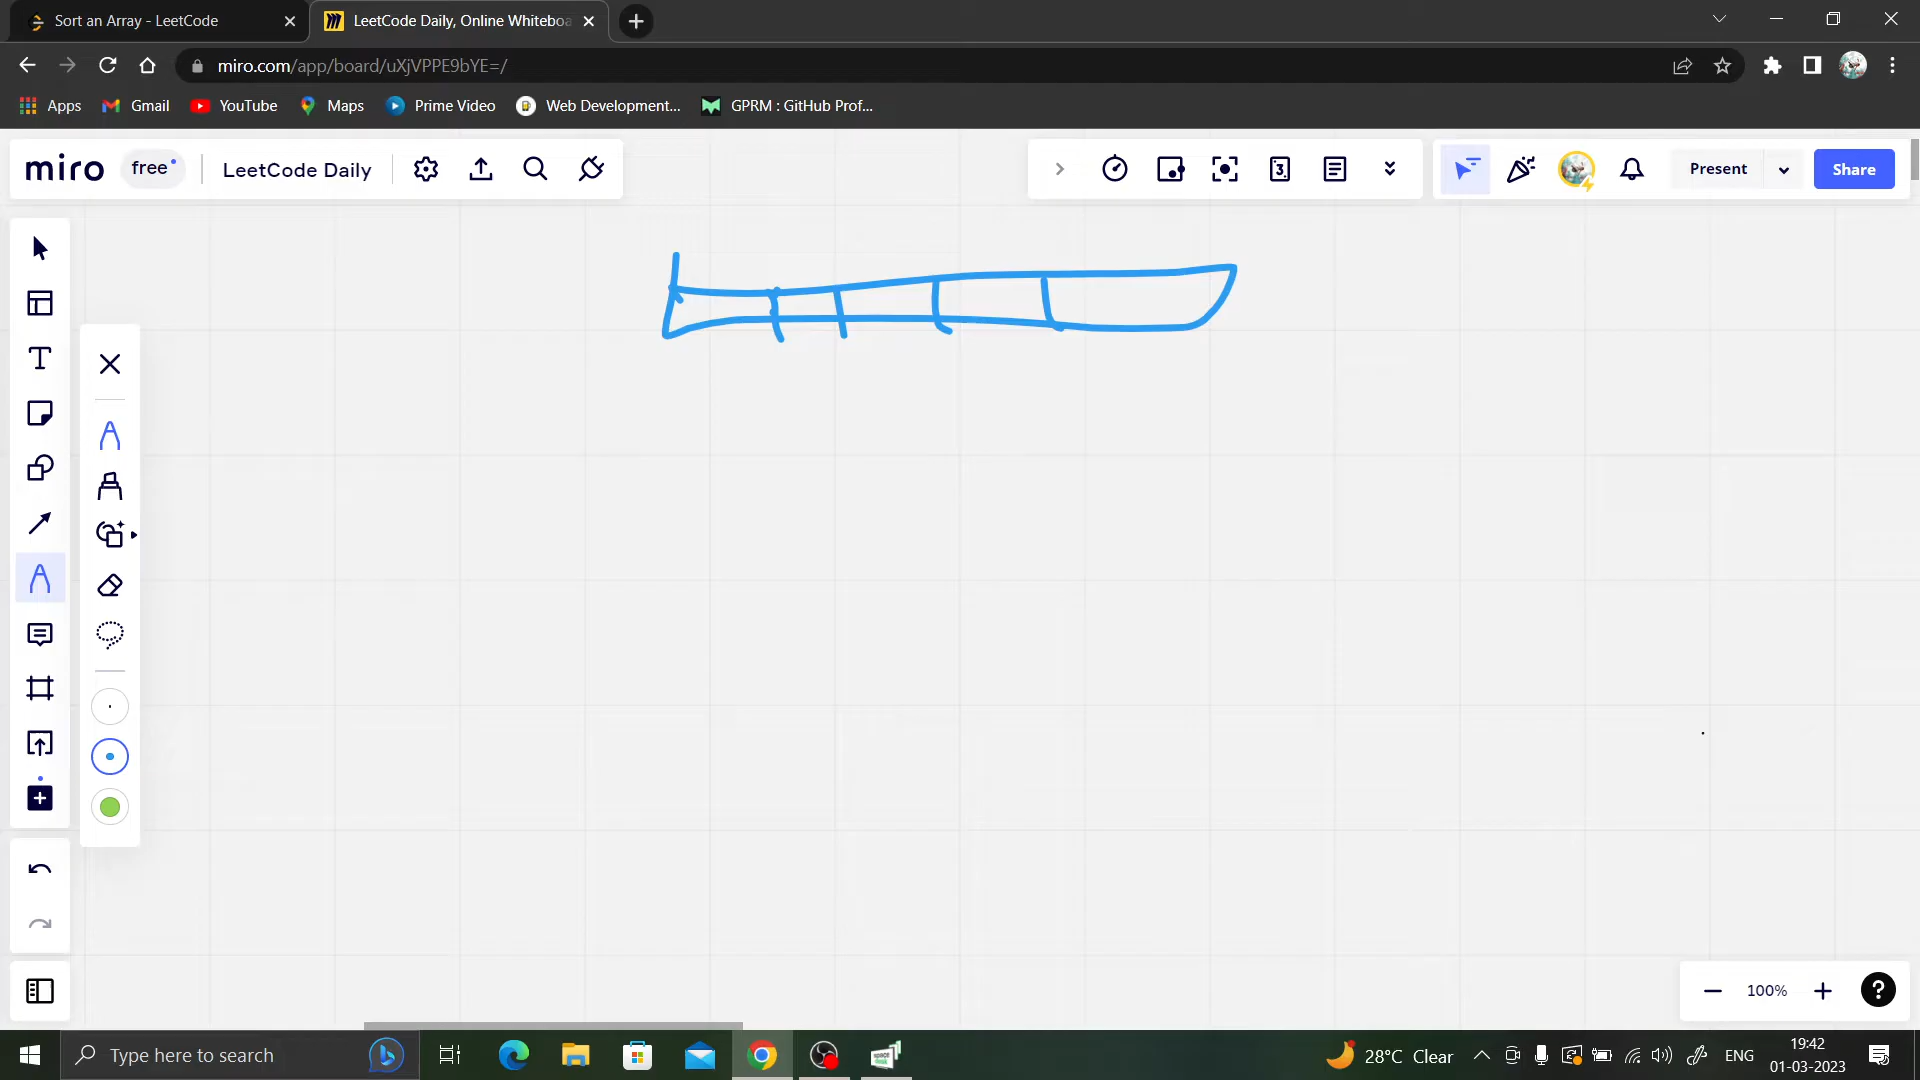 Sort an Array - LeetCode
LeetCode Daily, Online Whiteboa
miro.com/app/board/uXjVPPE9bYE=/
Apps
Gmail
YouTube
Maps
Prime Video
Web Development...
GPRM : GitHub Prof...
miro
free
LeetCode Daily
3
Present
Share
T
100%
?
Type here to search
28°C Clear
ENG
19:42
01-03-2023